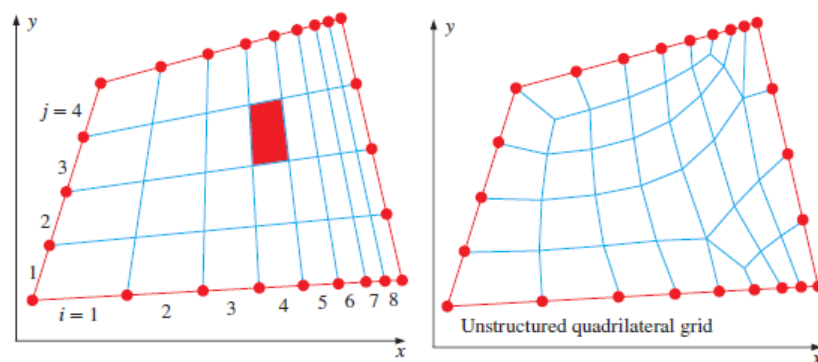 y
j = 4
3
2
1
i = 1
2
3
4
5
6
7
8
x
y
Unstructured quadrilateral grid
x